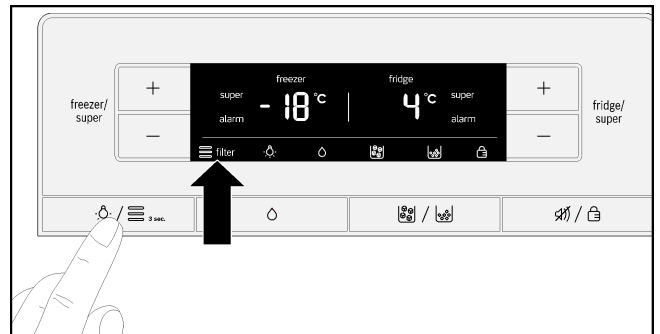 freezer
fridge
super
-18 °C
4 °C
super
alarm
alarm
filter
freezer/
super
+
−
+
−
fridge/
super
/ 3 sec.
/
/